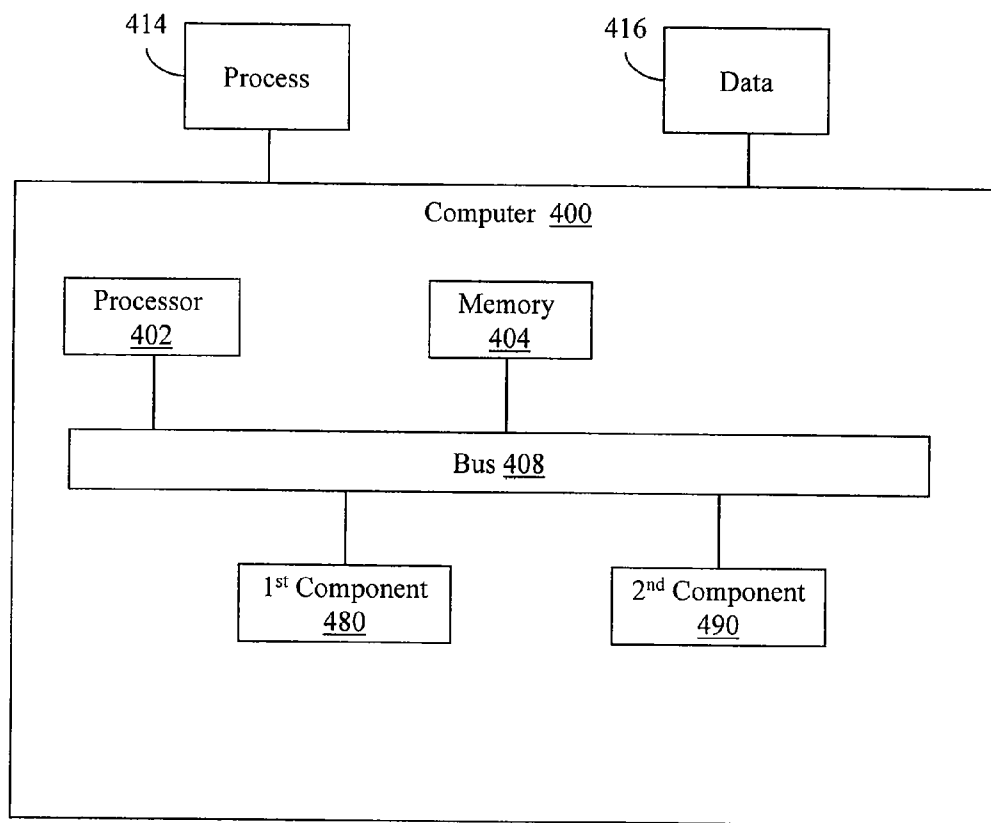 414
Process
416
Data
Computer 400
Processor
402
Memory
404
Bus 408
1st Component
480
2nd Component
490